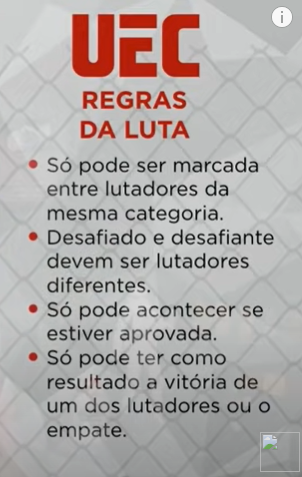 UEC
REGRAS
DA LUTA
• Só pode ser marcada
entre lutadores da
mesma categoria.
• Desafiado e desafiante
devem ser lutadores
diferentes.
• Só pode acontecer se
estiver aprovada.
• Só pode ter como
resultado a vitória de
um dos lutadores ou o
empate.